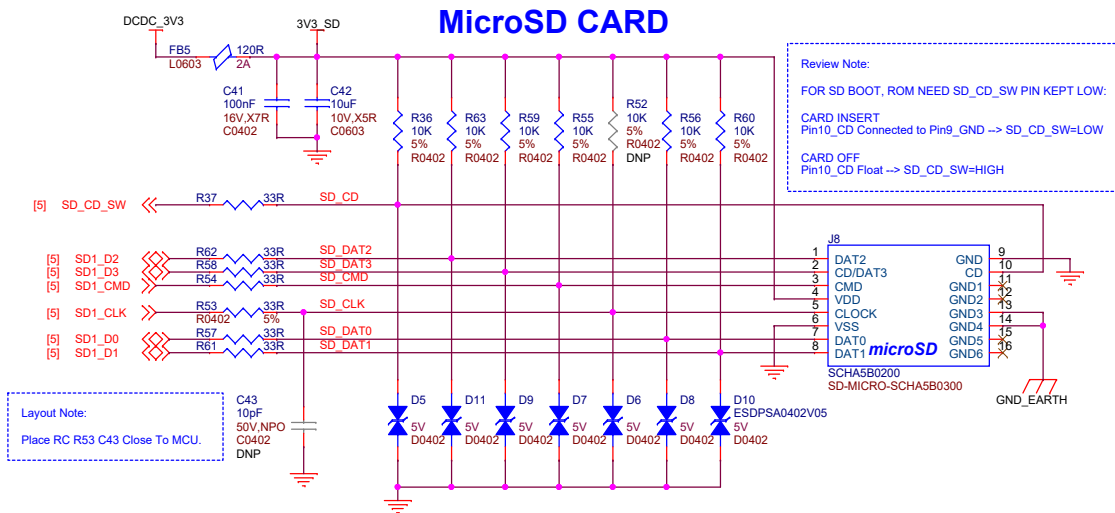 MicroSD CARD
DCDC_3V3
3V3_SD
FB5
L0603
120R
2A
C41
100nF
16V,X7R
C0402
C42
10uF
10V,X5R
C0603
R36
10K
5%
R0402
R63
10K
5%
R0402
R59
10K
5%
R0402
R55
10K
5%
R0402
R52
10K
5%
R0402
DNP
R56
10K
5%
R0402
R60
10K
5%
R0402
Review Note:
FOR SD BOOT, ROM NEED SD_CD_SW PIN KEPT LOW:
CARD INSERT
Pin10_CD Connected to Pin9_GND --> SD_CD_SW=LOW
CARD OFF
Pin10_CD Float --> SD_CD_SW=HIGH
[5] SD_CD_SW R37 33R SD_CD
[5] SD1_D2 R62 33R SD_DAT2
[5] SD1_D3 R58 33R SD_DAT3
[5] SD1_CMD R54 33R SD_CMD
[5] SD1_CLK R53 33R SD_CLK
R0402 5%
[5] SD1_D0 R57 33R SD_DAT0
[5] SD1_D1 R61 33R SD_DAT1
J8
1 DAT2 GND 9
2 CD/DAT3 CD 10
3 CMD GND1 11
4 VDD GND2 12
5 CLOCK GND3 13
6 VSS GND4 14
7 DAT0 GND5 15
8 DAT1 microSD GND6 16
SCHA5B0200
SD-MICRO-SCHA5B0300
GND_EARTH
Layout Note:
Place RC R53 C43 Close To MCU.
C43
10pF
50V,NPO
C0402
DNP
D5
5V
D0402
D11
5V
D0402
D9
5V
D0402
D7
5V
D0402
D6
5V
D0402
D8
5V
D0402
D10
ESDPSA0402V05
5V
D0402